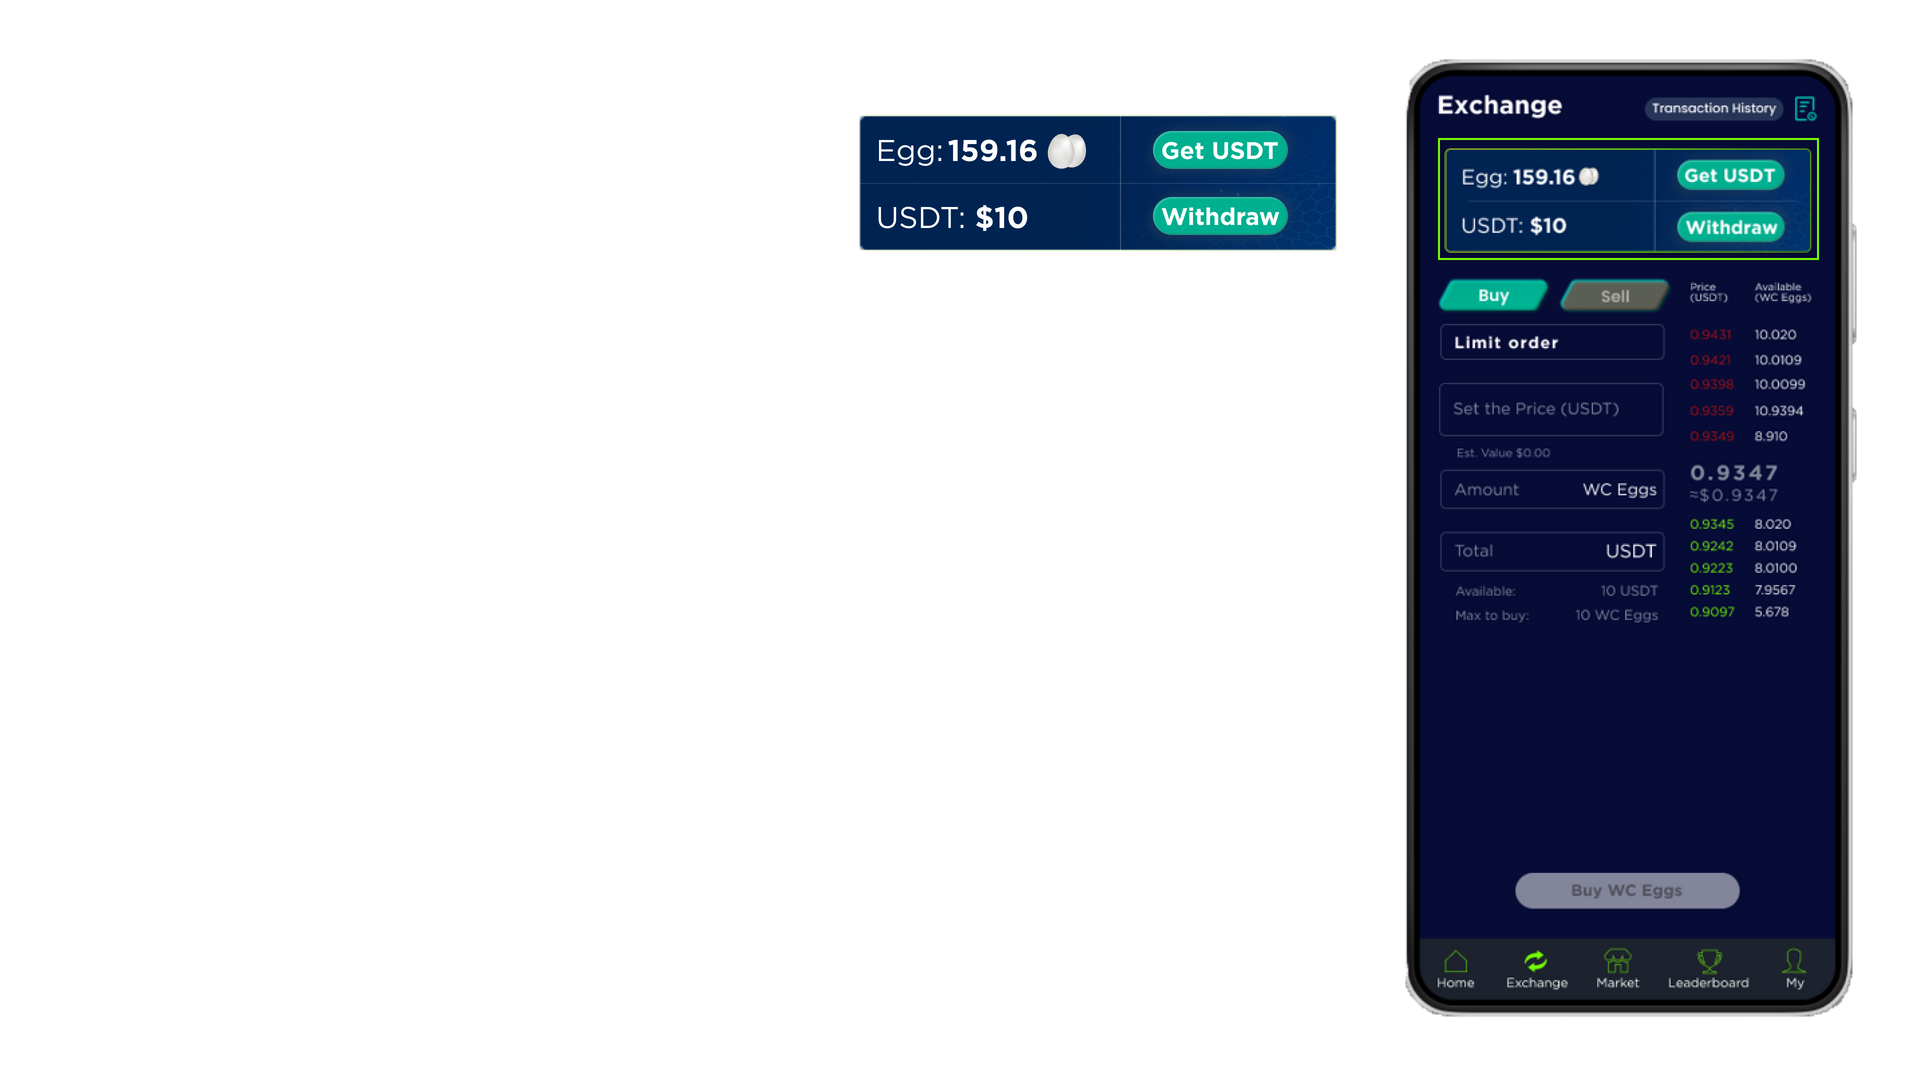 Egg: 159.16
Get USDT
USDT: $10
Withdraw
Exchange
Transaction History
Egg: 159.16
Get USDT
USDT: $10
Withdraw
Buy
Sell
Price
(USDT)
Available
(WC Eggs)
Limit order
Set the Price (USDT)
Est. Value $0.00
Amount
WC Eggs
Total
USDT
Available:
10 USDT
Max to buy:
10 WC Eggs
0.9431 10.020
0.9421 10.0109
0.9398 10.0099
0.9359 10.9394
0.9349 8.910
0.9347
≈$0.9347
0.9345 8.020
0.9242 8.0109
0.9223 8.0100
0.9123 7.9567
0.9097 5.678
Buy WC Eggs
Home
Exchange
Market
Leaderboard
My